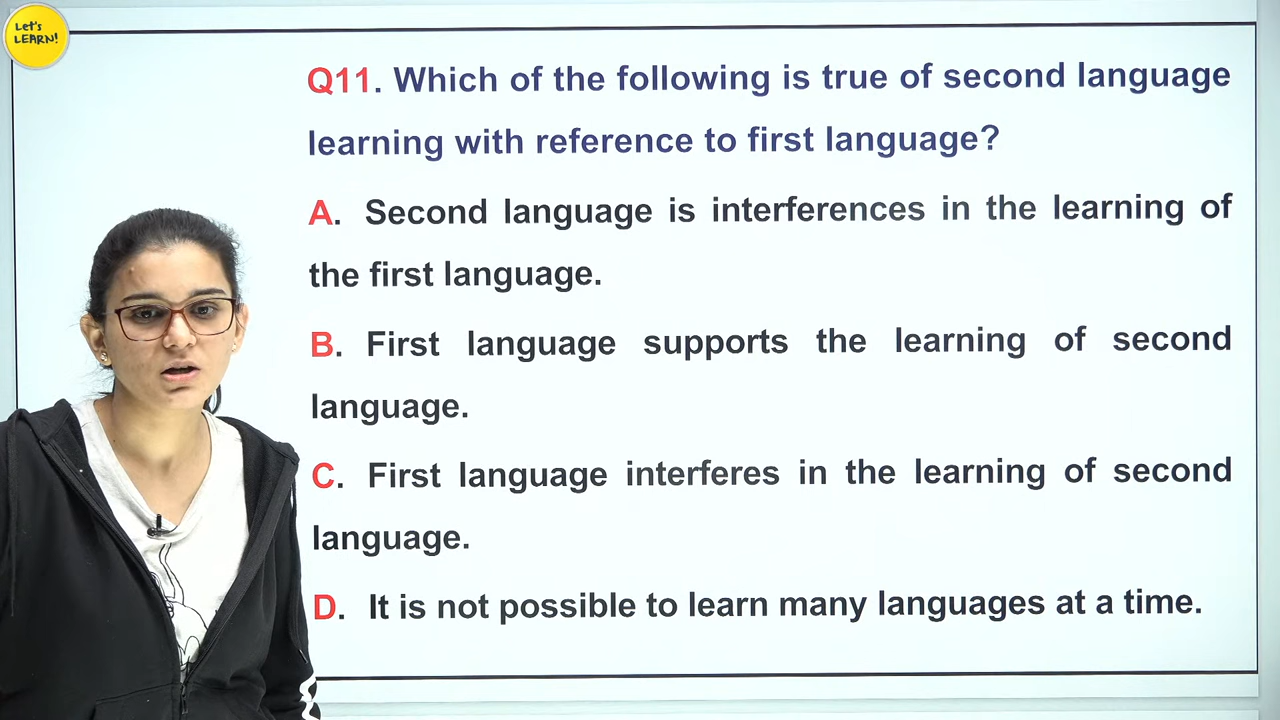 Let's
LEARN!
Q11. Which of the following is true of second language
learning with reference to first language?
A. Second language is interferences in the learning of
the first language.
B. First language supports the learning of second
language.
C. First language interferes in the learning of second
language.
D. It is not possible to learn many languages at a time.